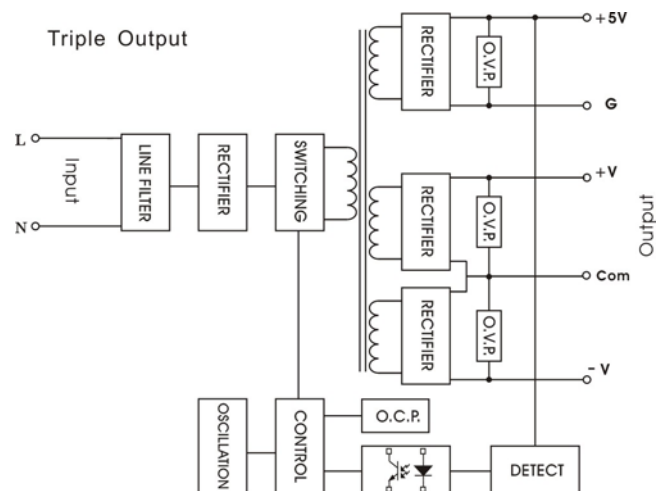 Triple Output
+5V
O.V.P.
RECTIFIER
G
L
Input
N
LINE FILTER
RECTIFIER
SWITCHING
+V
RECTIFIER
O.V.P.
Output
Com
RECTIFIER
O.V.P.
- V
OSCILLATION
CONTROL
O.C.P.
DETECT